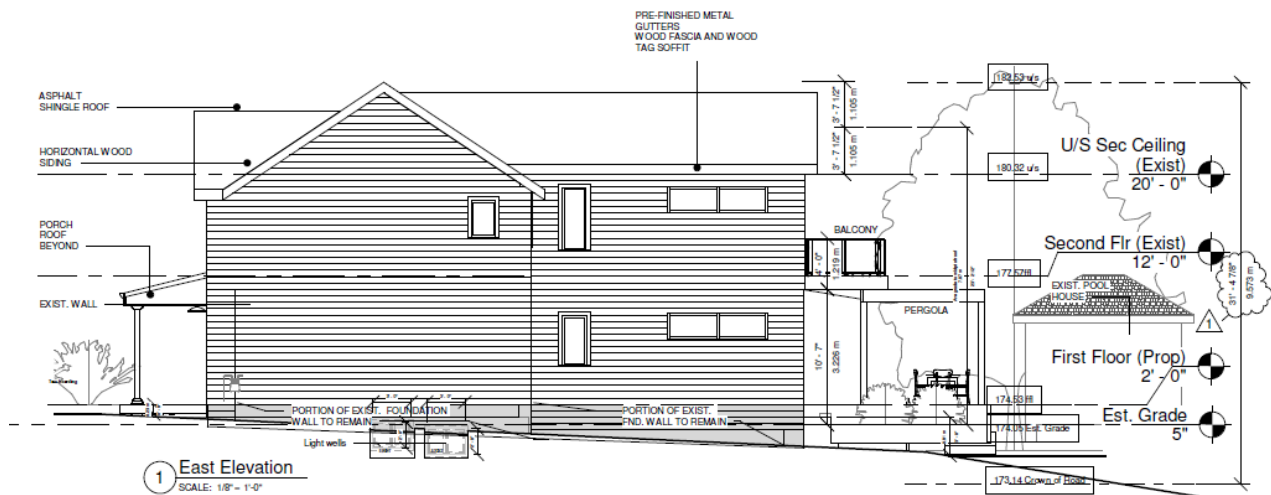 PRE-FINISHED METAL
GUTTERS
WOOD FASCIA AND WOOD
TAG SOFFIT
ASPHALT
SHINGLE ROOF
HORIZONTAL WOOD
SIDING
PORCH
ROOF
BEYOND
EXIST. WALL
3' - 7 1/2"
1.105 m
3' - 7 1/2"
1.105 m
182.53 u/s
U/S Sec Ceiling
(Exist)
20' - 0"
180.32 u/s
BALCONY
4' - 0"
1.219 m
Second Flr (Exist)
12' - 0"
177.57 ffl
EXIST. POOL
HOUSE
31' - 4 7/8"
9.573 m
1
PERGOLA
10' - 7"
3.226 m
First Floor (Prop)
2' - 0"
174.53 ffl
PORTION OF EXIST. FOUNDATION
WALL TO REMAIN
PORTION OF EXIST.
FND. WALL TO REMAIN
Est. Grade
5"
174.05 Est. Grade
Light wells
1
East Elevation
SCALE: 1/8" = 1'-0"
173.14 Crown of Road